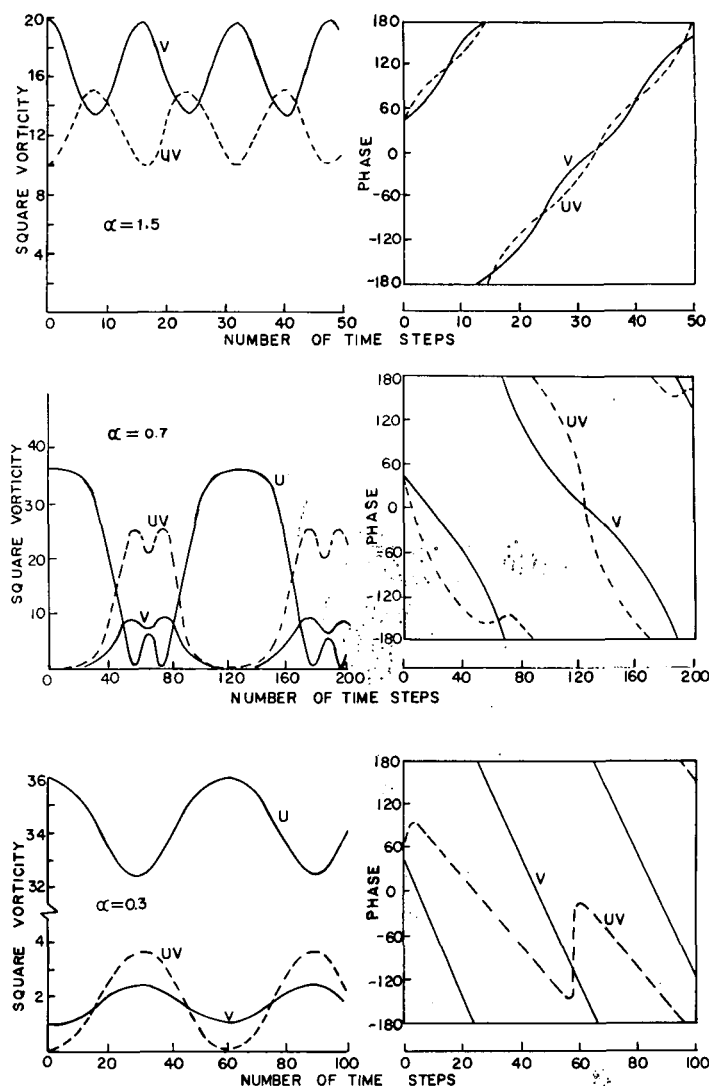 20
16
12
8
4
SQUARE VORTICITY
V
UV
α=1.5
0 10 20 30 40 50
180
120
60
0
-60
-120
-180
PHASE
V
UV
0 10 20 30 40 50
NUMBER OF TIME STEPS
40
30
20
10
SQUARE VORTICITY
α=0.7
U
UV
V
0 40 80 120 160 200
180
120
60
0
-60
-120
-180
PHASE
UV
V
0 40 80 120 160 200
NUMBER OF TIME STEPS
36
34
32
4
2
SQUARE VORTICITY
U
α=0.3
UV
V
0 20 40 60 80 100
180
120
60
0
-60
-120
-180
PHASE
V
UV
0 20 40 60 80 100
NUMBER OF TIME STEPS